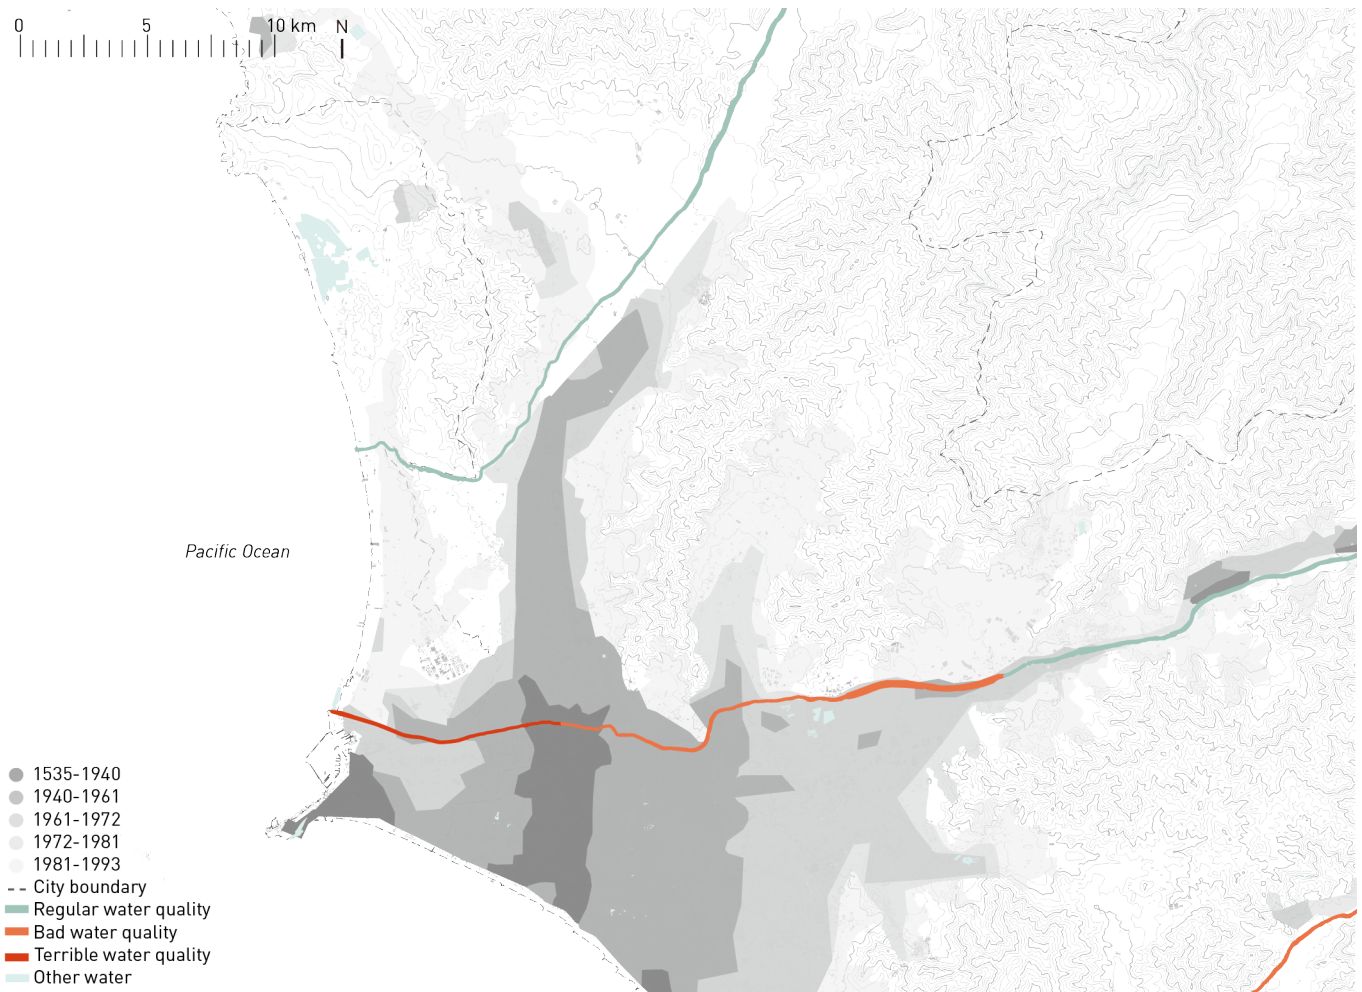 0 5 10 km N
Pacific Ocean
1535-1940
1940-1961
1961-1972
1972-1981
1981-1993
City boundary
Regular water quality
Bad water quality
Terrible water quality
Other water